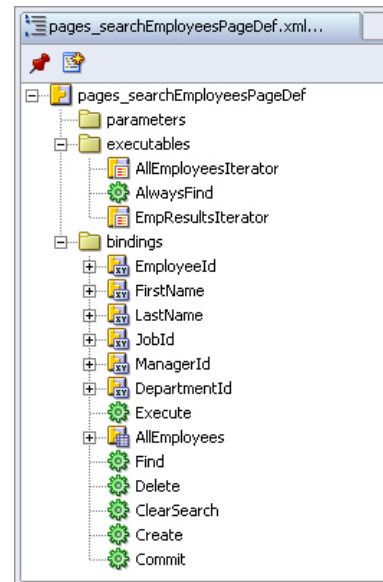 pages_searchEmployeesPageDef.xml...
pages_searchEmployeesPageDef
parameters
executables
AllEmployeesIterator
AlwaysFind
EmpResultsIterator
bindings
EmployeeId
FirstName
LastName
JobId
ManagerId
DepartmentId
Execute
AllEmployees
Find
Delete
ClearSearch
Create
Commit